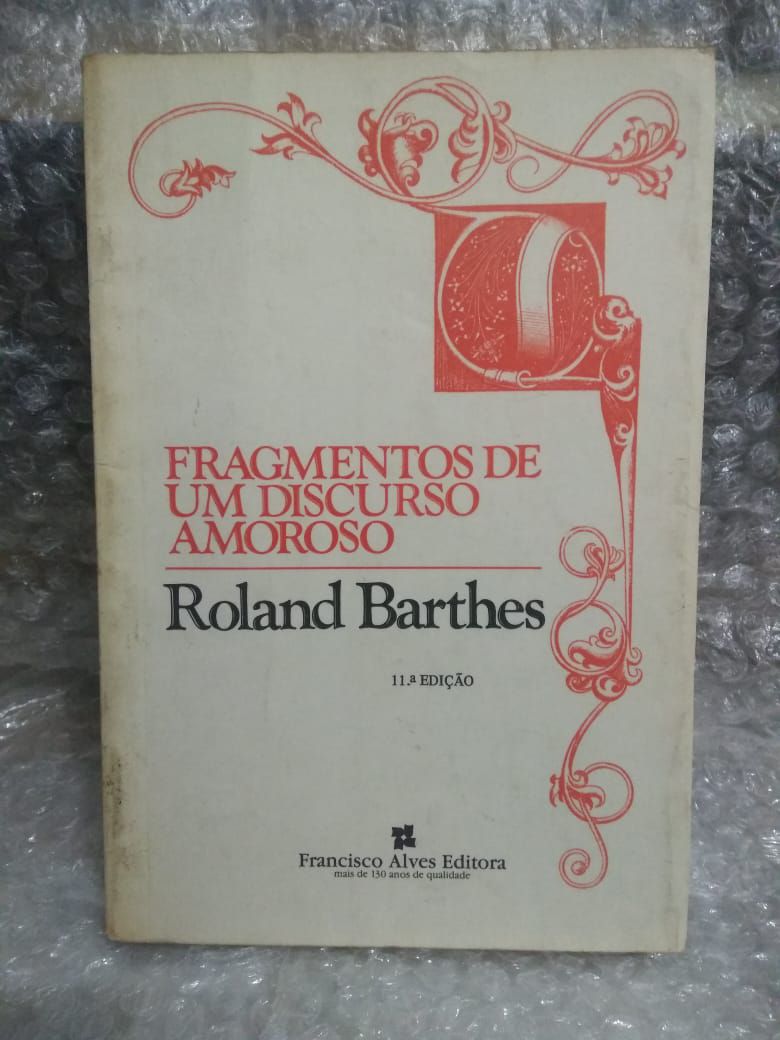 FRAGMENTOS DE
UM DISCURSO
AMOROSO
Roland Barthes
11.ª EDIÇÃO
Francisco Alves Editora
mais de 130 anos de qualidade